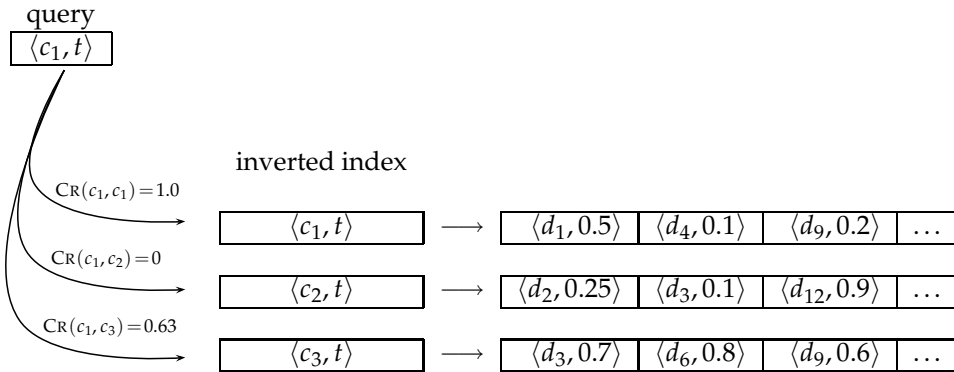 query
⟨c₁, t⟩
inverted index
CR(c₁, c₁) = 1.0
⟨c₁, t⟩ ⟶ ⟨d₁, 0.5⟩ ⟨d₄, 0.1⟩ ⟨d₉, 0.2⟩ …
CR(c₁, c₂) = 0
⟨c₂, t⟩ ⟶ ⟨d₂, 0.25⟩ ⟨d₃, 0.1⟩ ⟨d₁₂, 0.9⟩ …
CR(c₁, c₃) = 0.63
⟨c₃, t⟩ ⟶ ⟨d₃, 0.7⟩ ⟨d₆, 0.8⟩ ⟨d₉, 0.6⟩ …